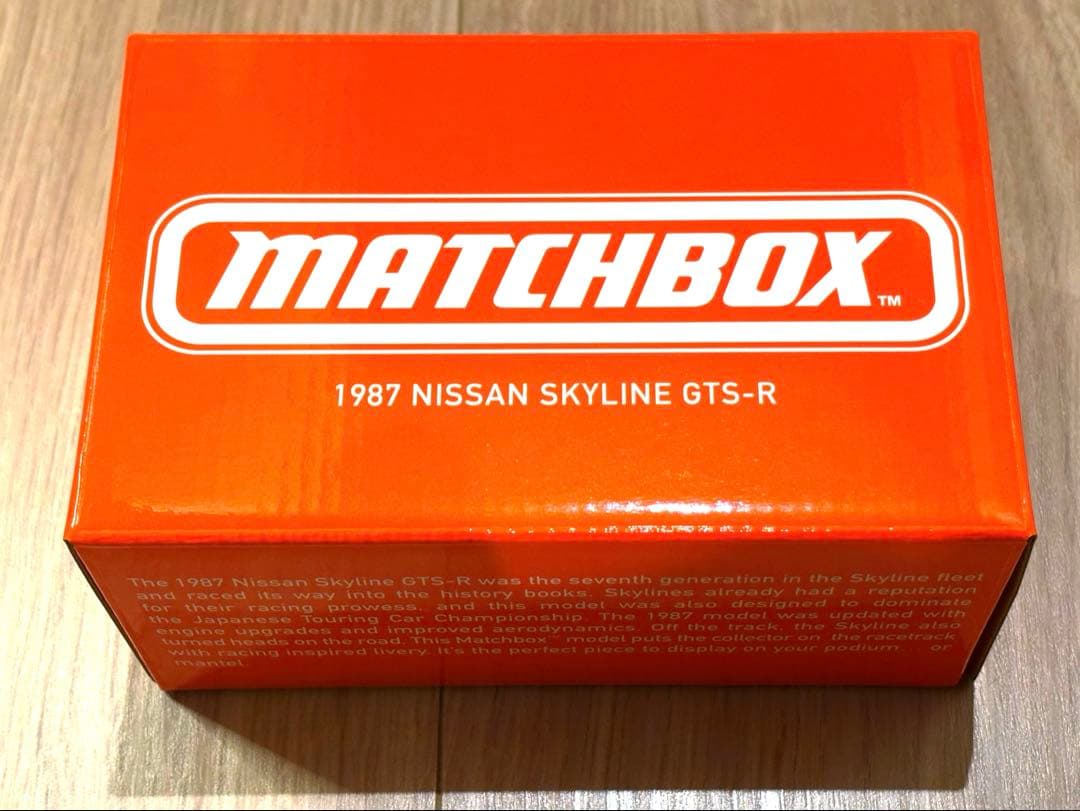 MATCHBOX™
1987 NISSAN SKYLINE GTS-R
The 1987 Nissan Skyline GTS-R was the seventh generation in the Skyline fleet
and raced its way into the history books. Skylines already had a reputation
for their racing prowess, and this model was also designed to dominate
the Japanese Touring Car Championship. The 1987 model was updated with
engine upgrades and improved aerodynamics. Off the track, the Skyline also
turned heads on the road. This Matchbox™ model puts the collector on the racetrack
with racing inspired livery. It's the perfect piece to display on your podium... or
mantel.